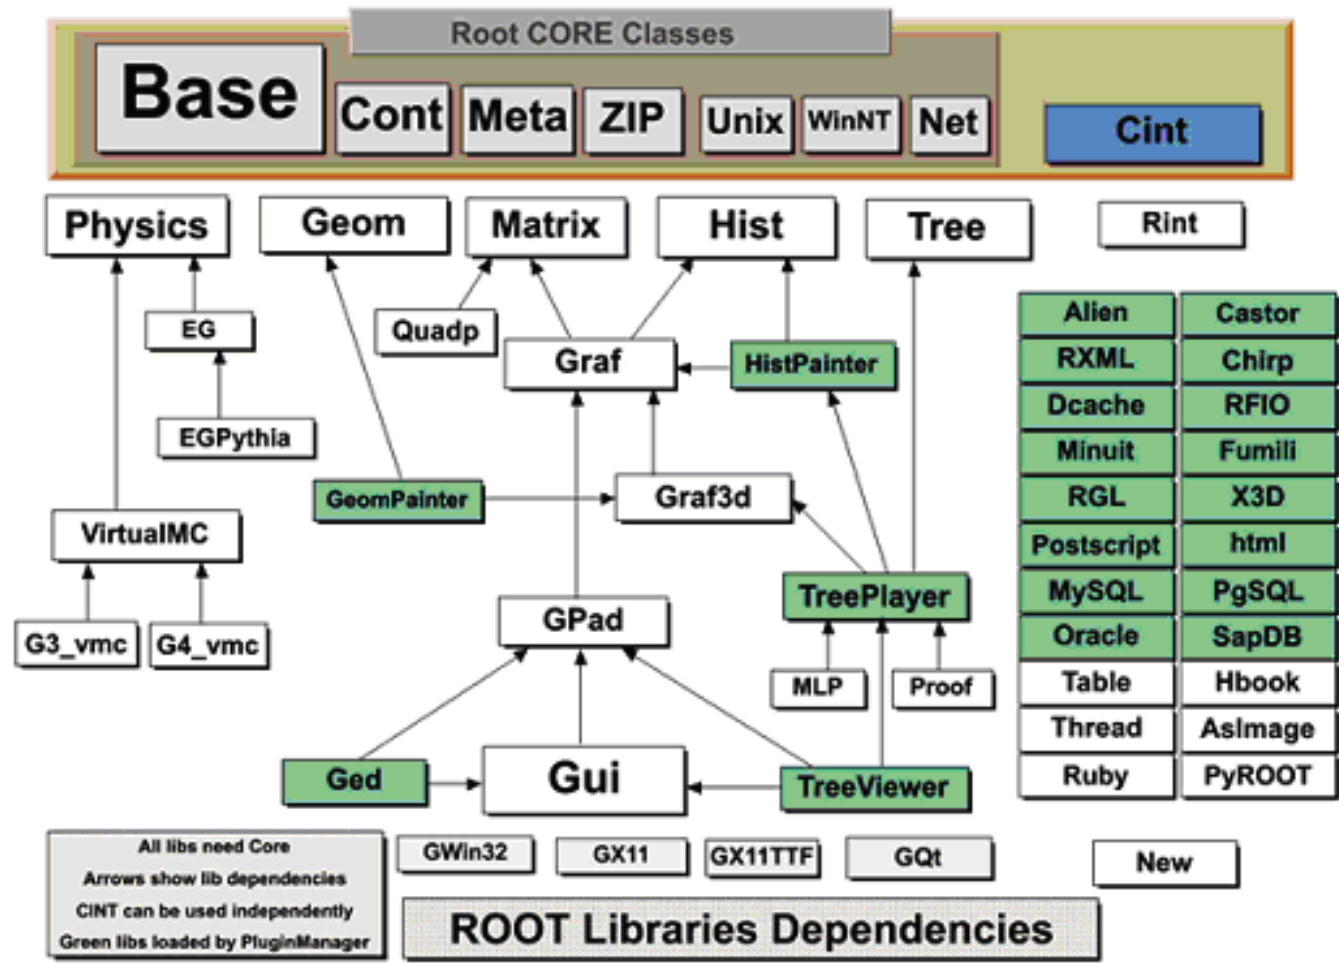 Root CORE Classes
Base
Cont
Meta
ZIP
Unix
WinNT
Net
Cint
Physics
Geom
Matrix
Hist
Tree
Rint
EG
Quadp
Graf
HistPainter
EGPythia
GeomPainter
Graf3d
VirtualMC
TreePlayer
GPad
G3_vmc
G4_vmc
MLP
Proof
Ged
Gui
TreeViewer
Alien
Castor
RXML
Chirp
Dcache
RFIO
Minuit
Fumili
RGL
X3D
Postscript
html
MySQL
PgSQL
Oracle
SapDB
Table
Hbook
Thread
AsImage
Ruby
PyROOT
GWin32
GX11
GX11TTF
GQt
New
All libs need Core
Arrows show lib dependencies
CINT can be used independently
Green libs loaded by PluginManager
ROOT Libraries Dependencies